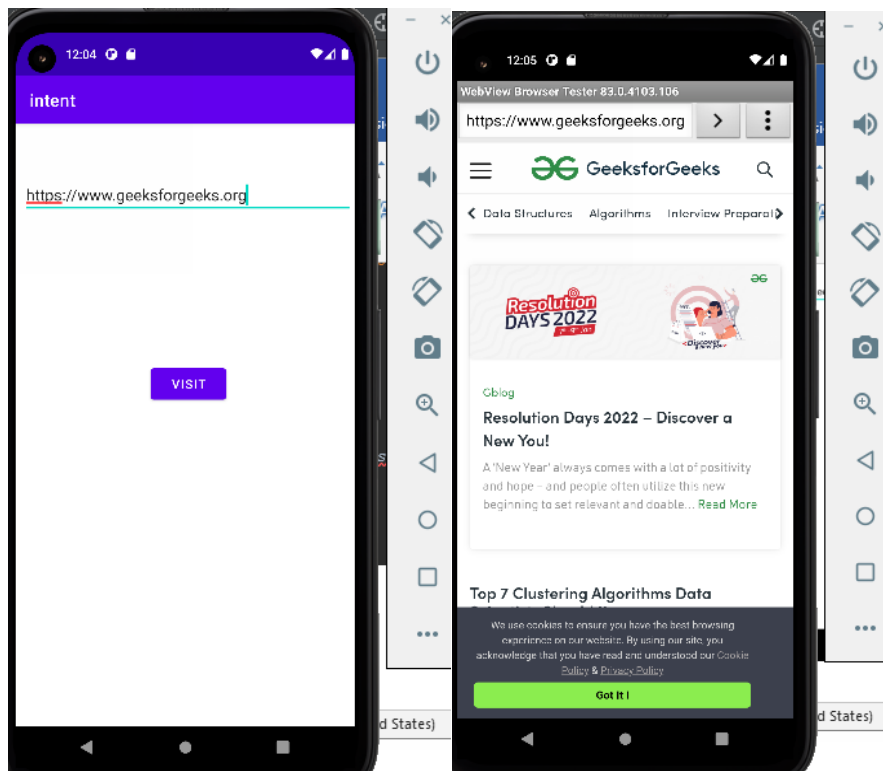 12:04
intent
https://www.geeksforgeeks.org
VISIT
d States)
12:05
WebView Browser Tester 83.0.4103.106
https://www.geeksforgeeks.org
GeeksforGeeks
Data Structures Algorithms Interview Preparat
Resolution
DAYS 2022
Discover
Gblog
Resolution Days 2022 – Discover a
New You!
A 'New Year' always comes with a lot of positivity
and hope – and people often utilize this new
beginning to set relevant and doable... Read More
Top 7 Clustering Algorithms Data
We use cookies to ensure you have the best browsing
experience on our website. By using our site, you
acknowledge that you have read and understood our Cookie
Policy & Privacy Policy
Got It !
d States)